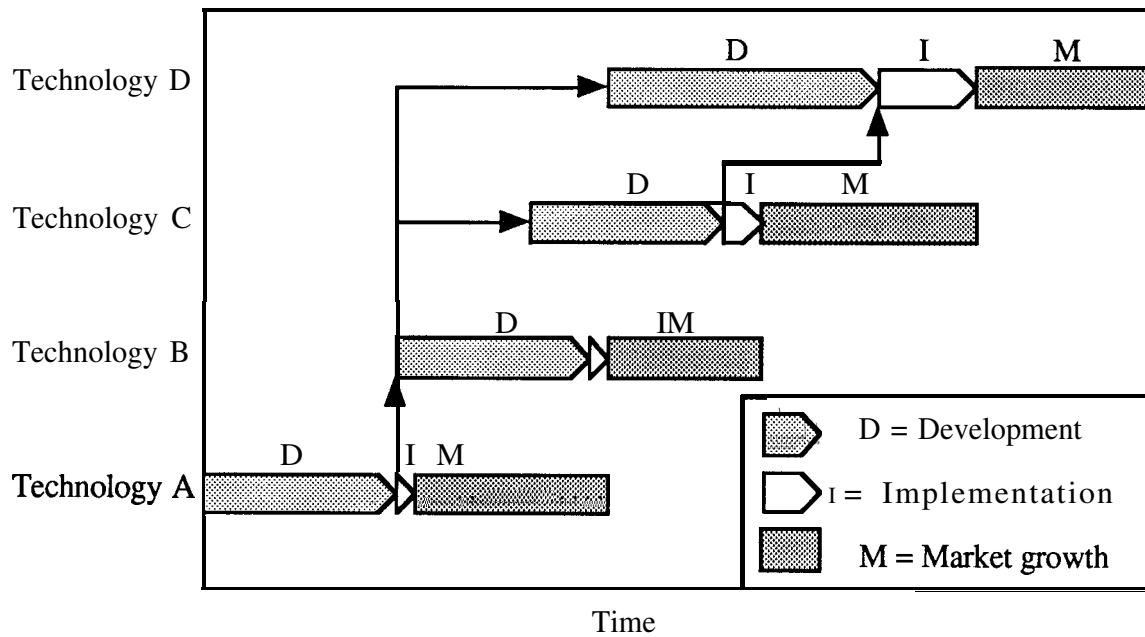 D I M
Technology D
D I M
Technology C
D IM
Technology B
D I M
Technology A
D = Development
I = Implementation
M = Market growth
Time